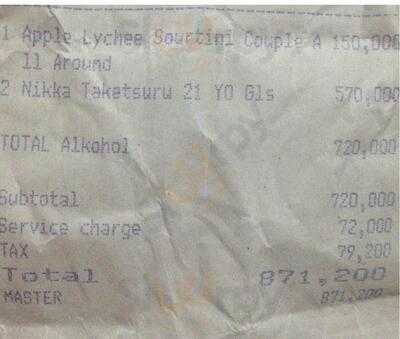 1 Apple Lychee Sourtini Couple A 150,000
ll Around
2 Nikka Taketsuru 21 YO Gls 570,000
TOTAL Alkohol 720,000
Subtotal 720,000
Service charge 72,000
TAX 79,200
Total 871,200
MASTER 871,200